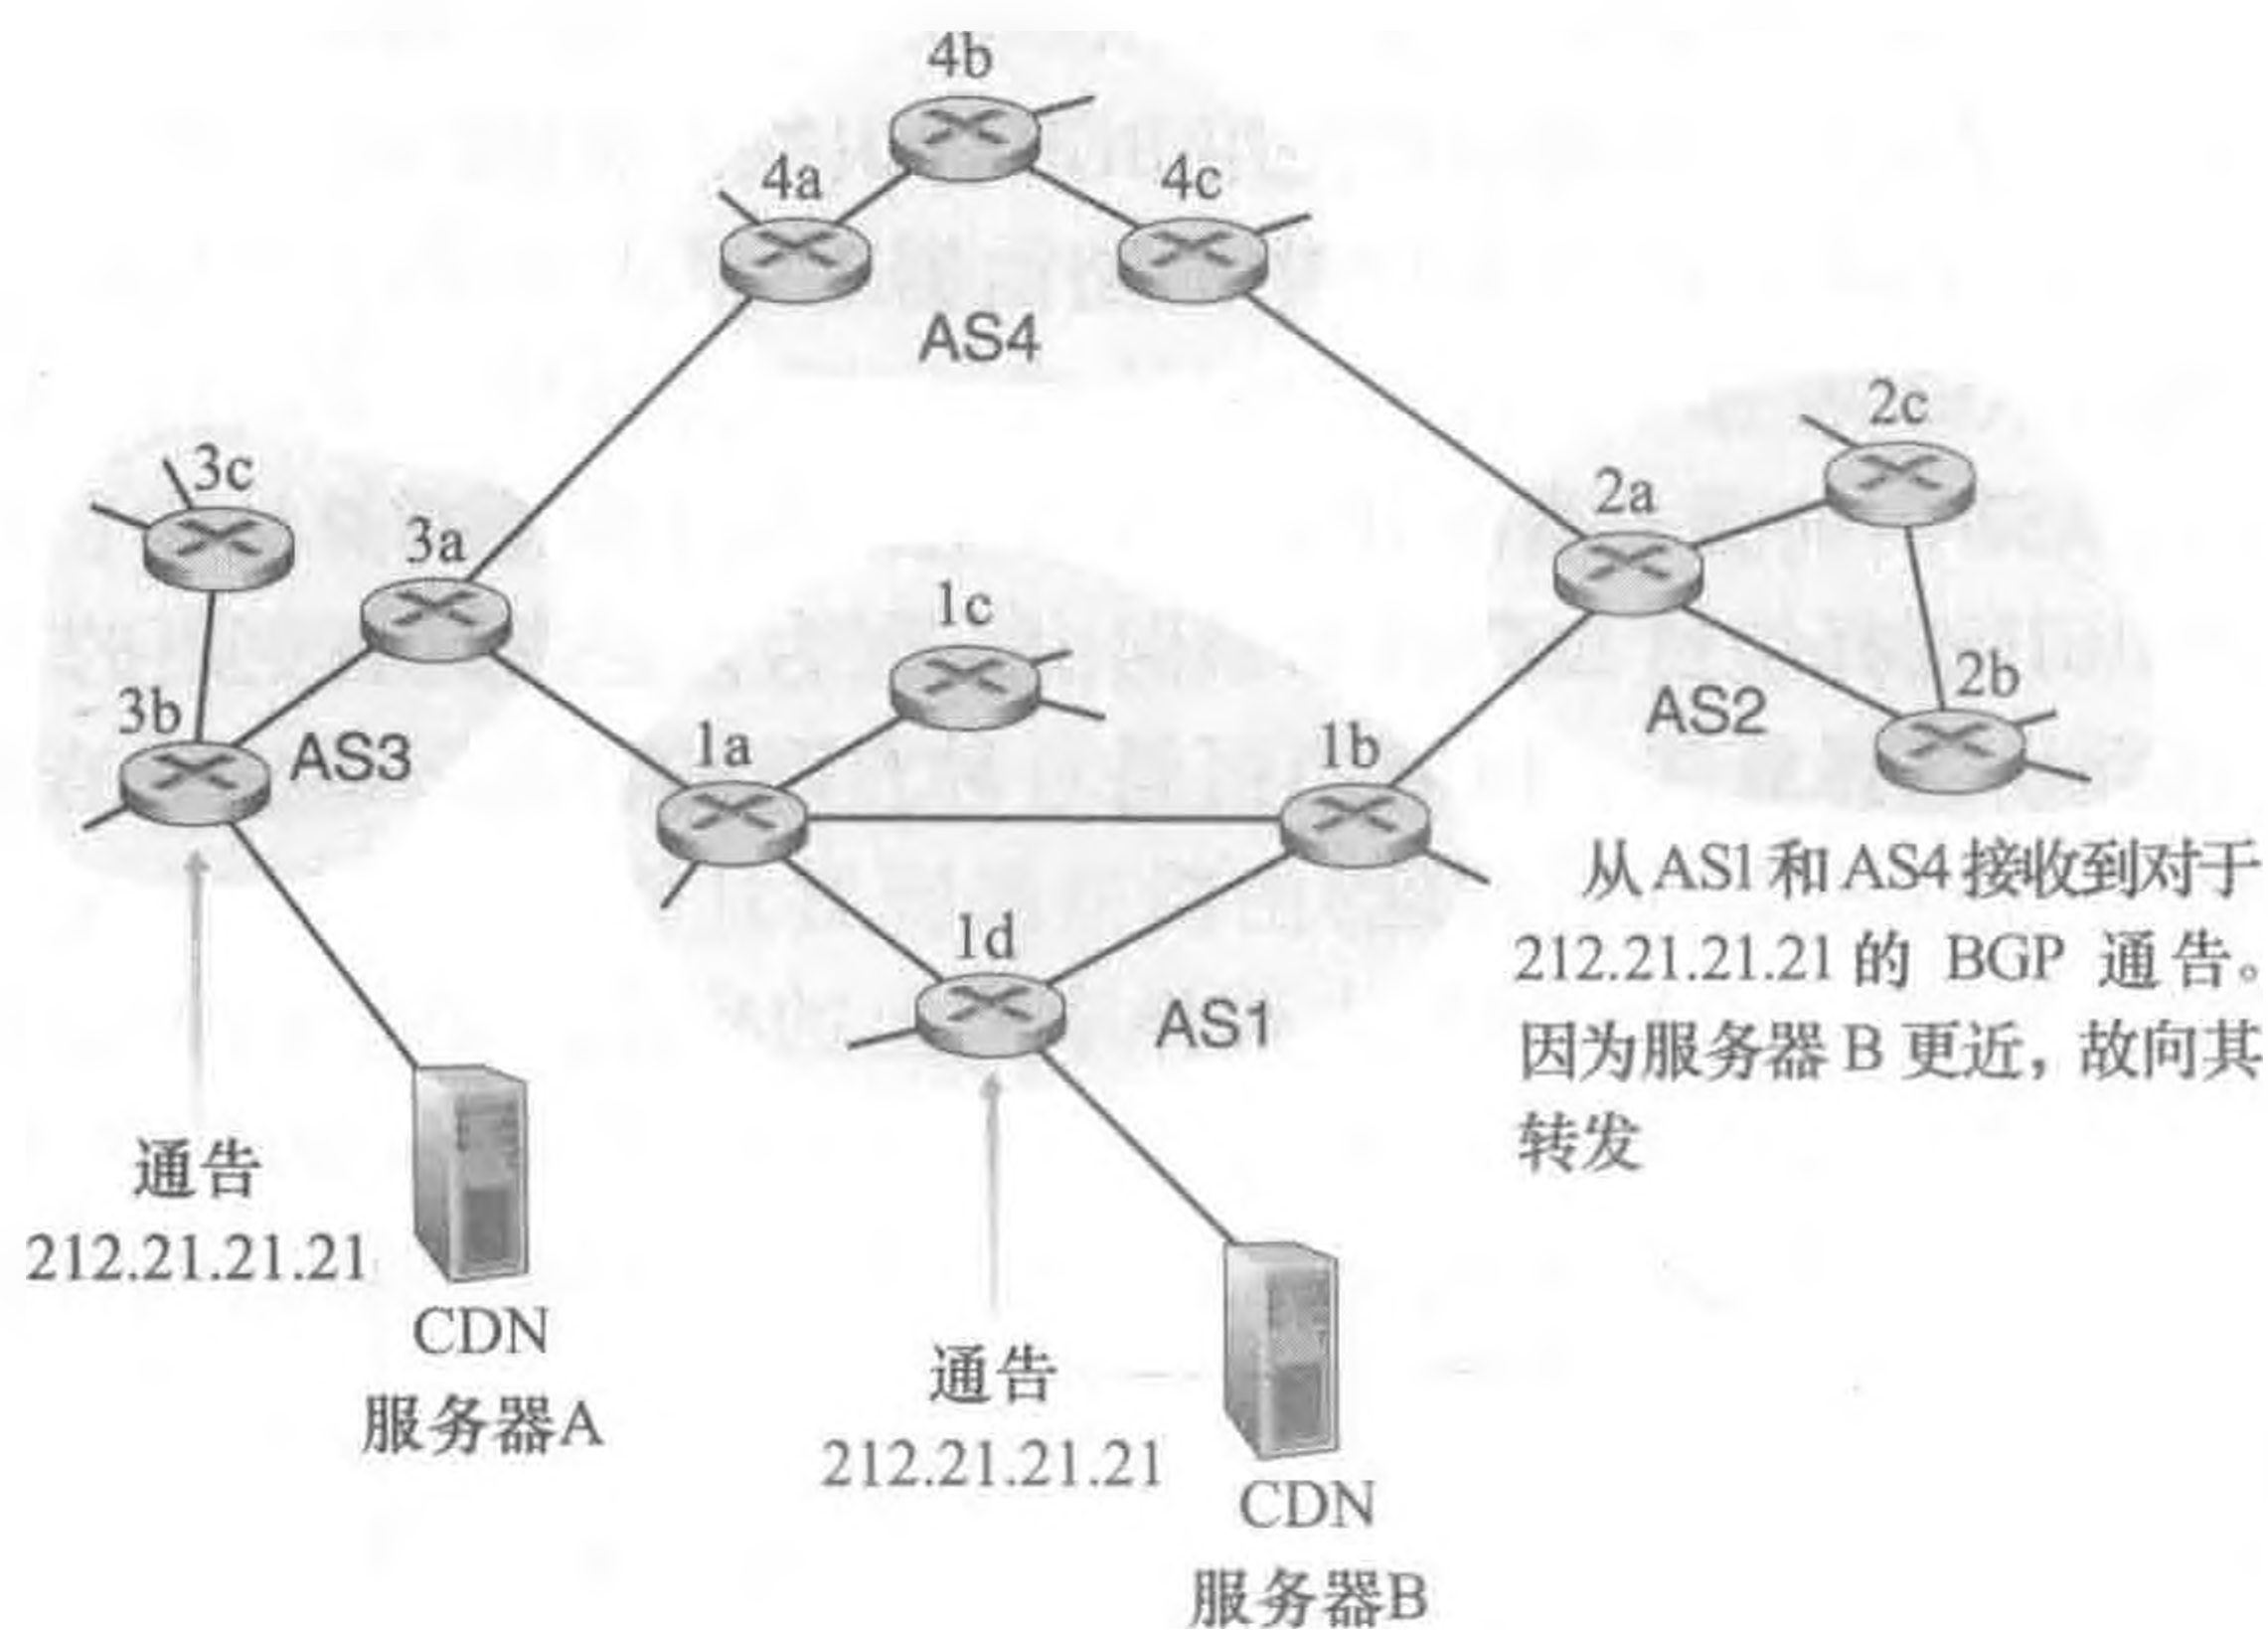 4b
4a
4c
AS4
2c
3c
2a
3a
1c
2b
3b
AS3
1a
1b
AS2
1d
AS1
从AS1和AS4接收到对于
212.21.21.21的 BGP 通告。
因为服务器B更近，故向其
转发
通告
212.21.21.21
CDN
服务器A
通告
212.21.21.21
CDN
服务器B